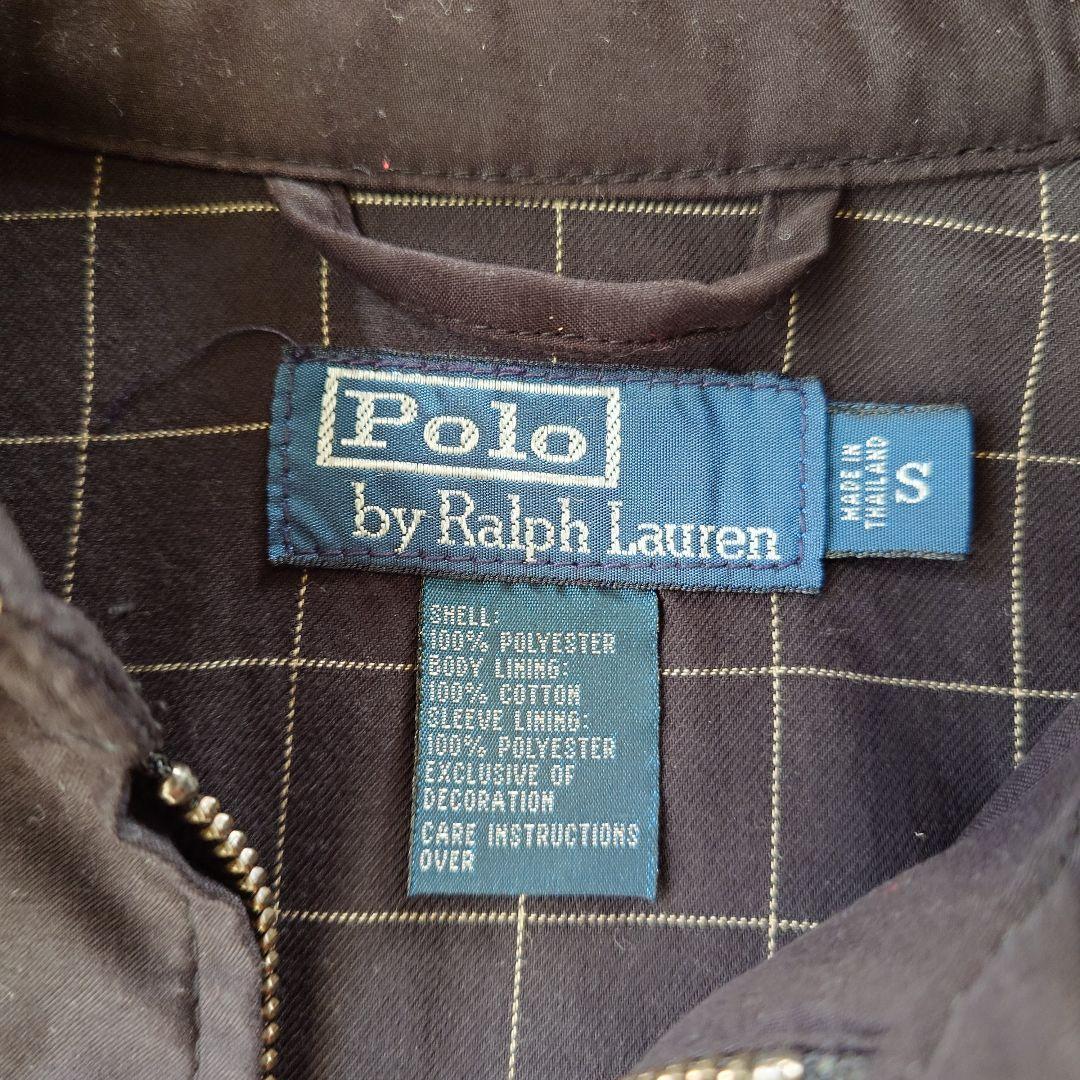 Polo
by Ralph Lauren
MADE IN
THAILAND
S
SHELL:
100% POLYESTER
BODY LINING:
100% COTTON
SLEEVE LINING:
100% POLYESTER
EXCLUSIVE OF
DECORATION
CARE INSTRUCTIONS
OVER